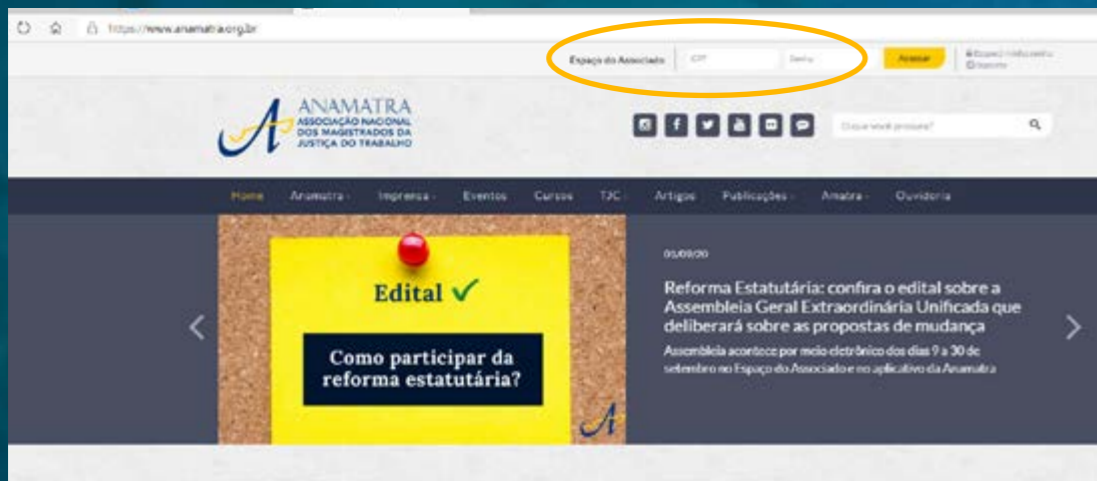 https://www.anamatra.org.br
Espaço do Associado CPF Senha Acessar
ANAMATRA
ASSOCIAÇÃO NACIONAL
DOS MAGISTRADOS DA
JUSTIÇA DO TRABALHO
O que você procura?
Home Anamatra Imprensa Eventos Cursos TJC Artigos Publicações Amatra Ouvidoria
Edital
Como participar da
reforma estatutária?
Reforma Estatutária: confira o edital sobre a
Assembleia Geral Extraordinária Unificada que
deliberará sobre as propostas de mudança
Assembleia acontece por meio eletrônico dos dias 9 a 30 de
setembro no Espaço do Associado e no aplicativo da Anamatra